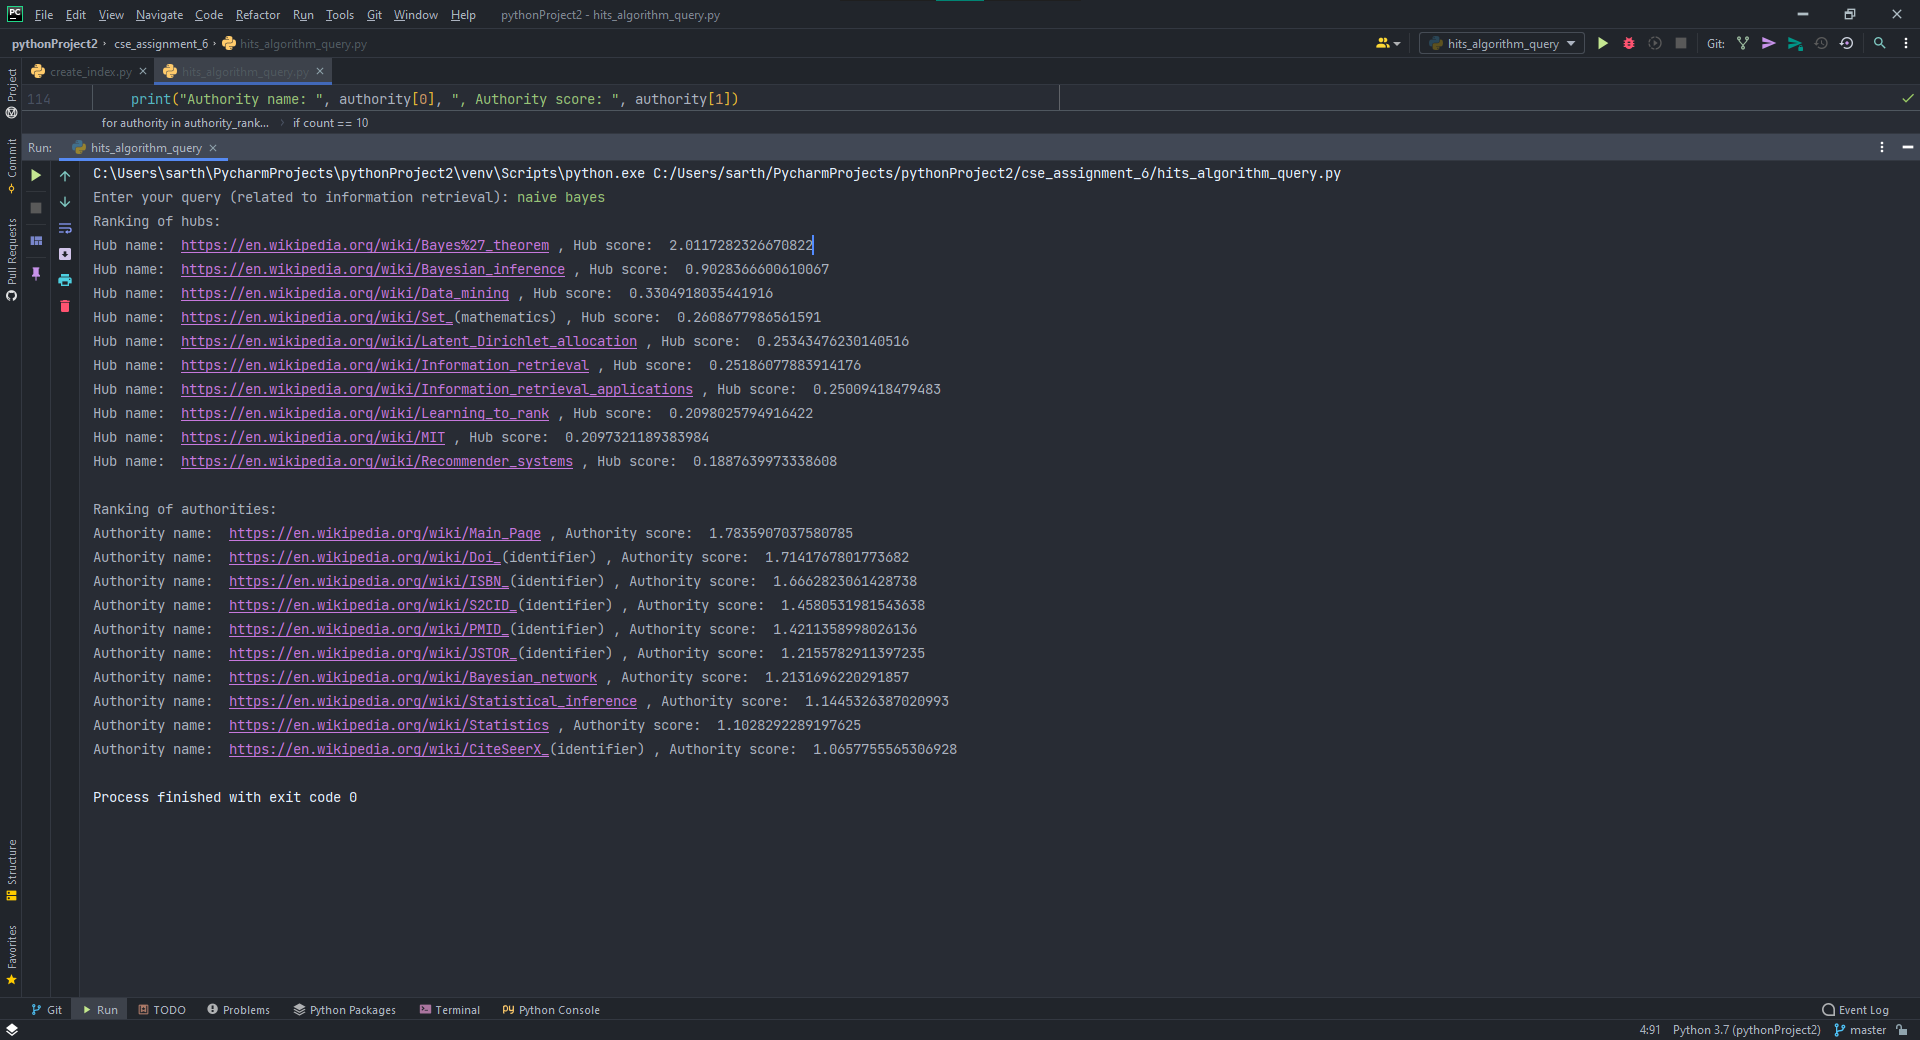 PC File Edit View Navigate Code Refactor Run Tools Git Window Help pythonProject2 - hits_algorithm_query.py
pythonProject2 cse_assignment_6 hits_algorithm_query.py hits_algorithm_query Git:
create_index.py hits_algorithm_query.py
114 print("Authority name: ", authority[0], ", Authority score: ", authority[1])
for authority in authority_rank... if count == 10
Run: hits_algorithm_query
C:\Users\sarth\PycharmProjects\pythonProject2\venv\Scripts\python.exe C:/Users/sarth/PycharmProjects/pythonProject2/cse_assignment_6/hits_algorithm_query.py
Enter your query (related to information retrieval): naive bayes
Ranking of hubs:
Hub name:  https://en.wikipedia.org/wiki/Bayes%27_theorem , Hub score:  2.0117282326670822
Hub name:  https://en.wikipedia.org/wiki/Bayesian_inference , Hub score:  0.9028366600610067
Hub name:  https://en.wikipedia.org/wiki/Data_mining , Hub score:  0.3304918035441916
Hub name:  https://en.wikipedia.org/wiki/Set_(mathematics) , Hub score:  0.2608677986561591
Hub name:  https://en.wikipedia.org/wiki/Latent_Dirichlet_allocation , Hub score:  0.25343476230140516
Hub name:  https://en.wikipedia.org/wiki/Information_retrieval , Hub score:  0.25186077883914176
Hub name:  https://en.wikipedia.org/wiki/Information_retrieval_applications , Hub score:  0.25009418479483
Hub name:  https://en.wikipedia.org/wiki/Learning_to_rank , Hub score:  0.2098025794916422
Hub name:  https://en.wikipedia.org/wiki/MIT , Hub score:  0.2097321189383984
Hub name:  https://en.wikipedia.org/wiki/Recommender_systems , Hub score:  0.1887639973338608
Ranking of authorities:
Authority name:  https://en.wikipedia.org/wiki/Main_Page , Authority score:  1.7835907037580785
Authority name:  https://en.wikipedia.org/wiki/Doi_(identifier) , Authority score:  1.7141767801773682
Authority name:  https://en.wikipedia.org/wiki/ISBN_(identifier) , Authority score:  1.6662823061428738
Authority name:  https://en.wikipedia.org/wiki/S2CID_(identifier) , Authority score:  1.4580531981543638
Authority name:  https://en.wikipedia.org/wiki/PMID_(identifier) , Authority score:  1.4211358998026136
Authority name:  https://en.wikipedia.org/wiki/JSTOR_(identifier) , Authority score:  1.2155782911397235
Authority name:  https://en.wikipedia.org/wiki/Bayesian_network , Authority score:  1.2131696220291857
Authority name:  https://en.wikipedia.org/wiki/Statistical_inference , Authority score:  1.1445326387020993
Authority name:  https://en.wikipedia.org/wiki/Statistics , Authority score:  1.1028292289197625
Authority name:  https://en.wikipedia.org/wiki/CiteSeerX_(identifier) , Authority score:  1.0657755565306928
Process finished with exit code 0
Project
Commit
Pull Requests
Structure
Favorites
Git Run TODO Problems Python Packages Terminal Python Console Event Log
4:91 Python 3.7 (pythonProject2) master